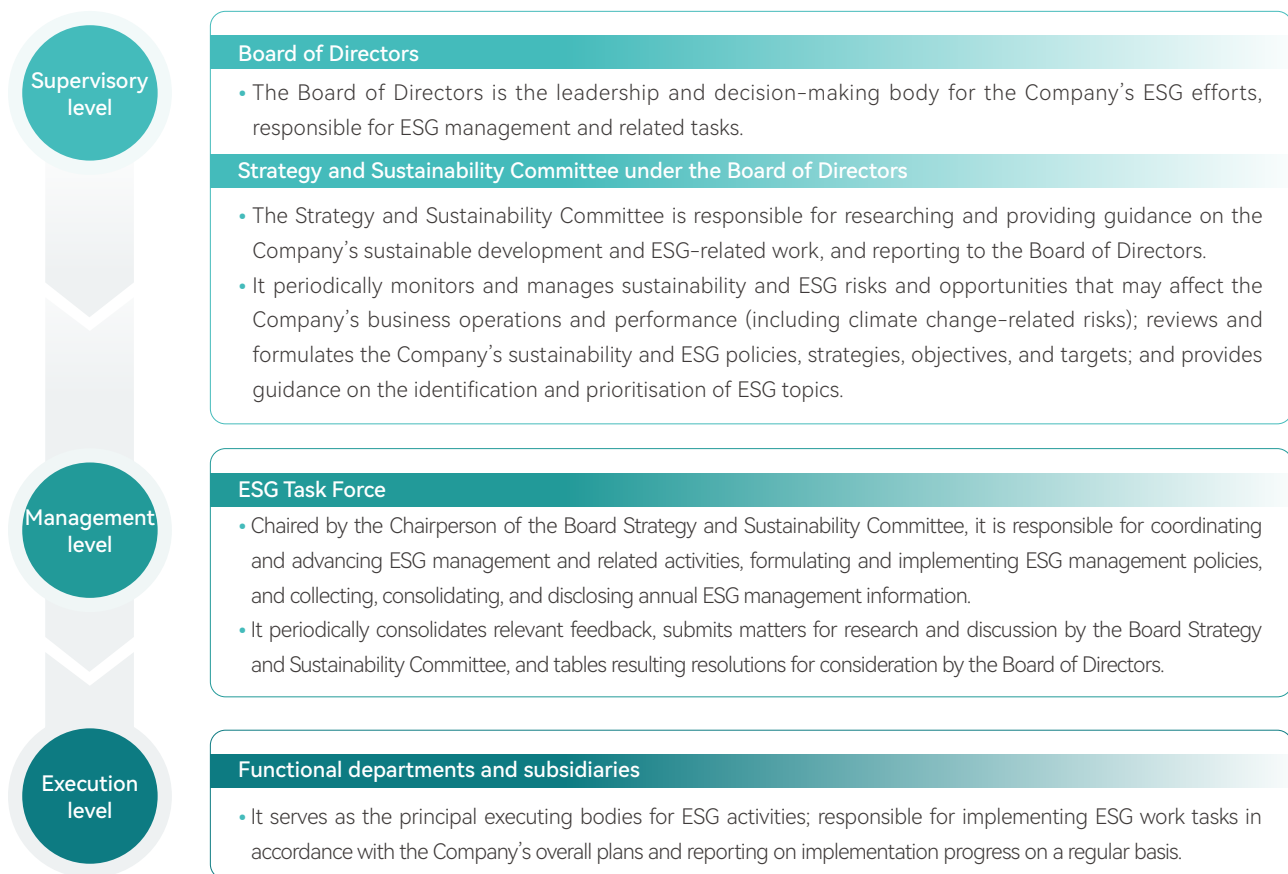 Supervisory
level
Board of Directors
• The Board of Directors is the leadership and decision-making body for the Company's ESG efforts,
responsible for ESG management and related tasks.
Strategy and Sustainability Committee under the Board of Directors
• The Strategy and Sustainability Committee is responsible for researching and providing guidance on the
Company's sustainable development and ESG-related work, and reporting to the Board of Directors.
• It periodically monitors and manages sustainability and ESG risks and opportunities that may affect the
Company's business operations and performance (including climate change-related risks); reviews and
formulates the Company's sustainability and ESG policies, strategies, objectives, and targets; and provides
guidance on the identification and prioritisation of ESG topics.
Management
level
ESG Task Force
• Chaired by the Chairperson of the Board Strategy and Sustainability Committee, it is responsible for coordinating
and advancing ESG management and related activities, formulating and implementing ESG management policies,
and collecting, consolidating, and disclosing annual ESG management information.
• It periodically consolidates relevant feedback, submits matters for research and discussion by the Board Strategy
and Sustainability Committee, and tables resulting resolutions for consideration by the Board of Directors.
Execution
level
Functional departments and subsidiaries
• It serves as the principal executing bodies for ESG activities; responsible for implementing ESG work tasks in
accordance with the Company's overall plans and reporting on implementation progress on a regular basis.